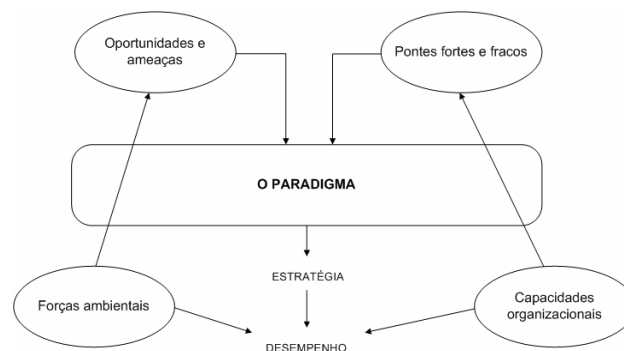 Oportunidades e
ameaças
Pontes fortes e fracos
O PARADIGMA
ESTRATÉGIA
Forças ambientais
Capacidades
organizacionais
DESEMPENHO